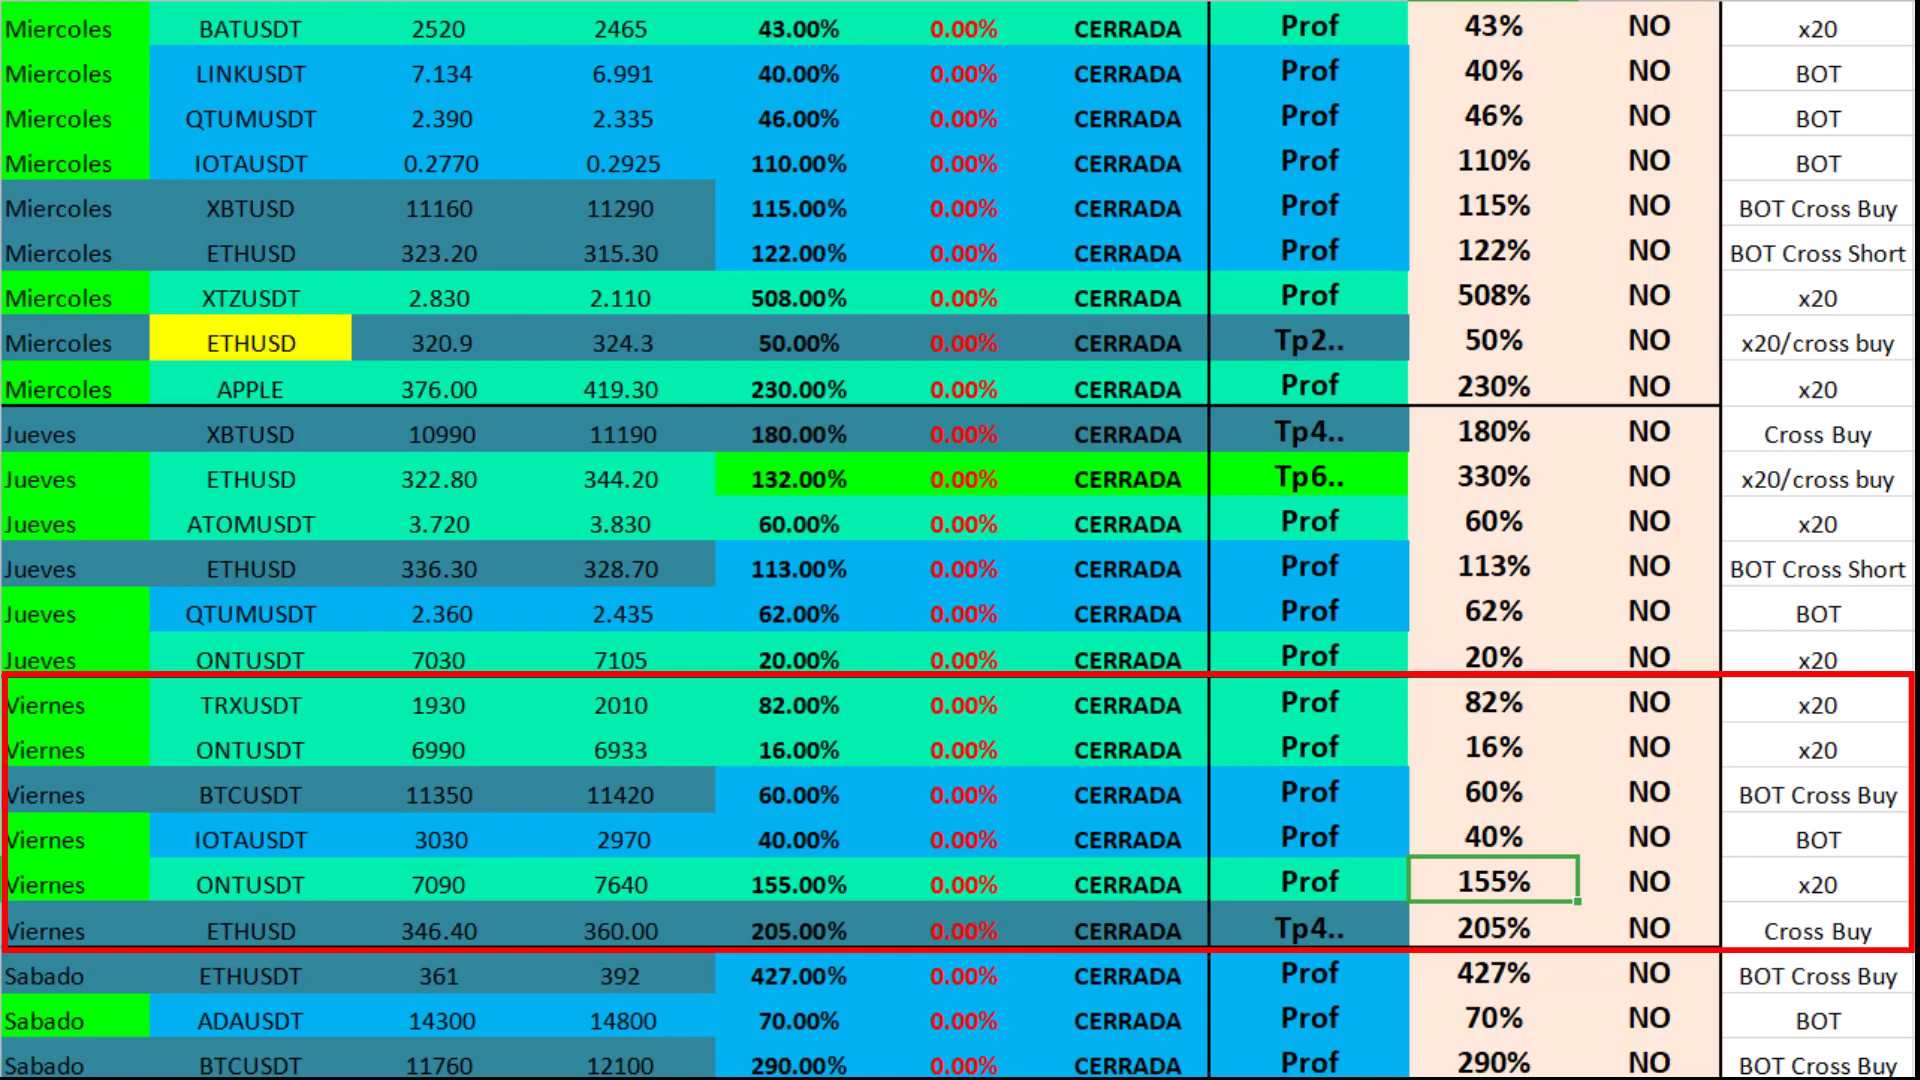 Miercoles BATUSDT 2520 2465 43.00% 0.00% CERRADA Prof 43% NO x20
Miercoles LINKUSDT 7.134 6.991 40.00% 0.00% CERRADA Prof 40% NO BOT
Miercoles QTUMUSDT 2.390 2.335 46.00% 0.00% CERRADA Prof 46% NO BOT
Miercoles IOTAUSDT 0.2770 0.2925 110.00% 0.00% CERRADA Prof 110% NO BOT
Miercoles XBTUSD 11160 11290 115.00% 0.00% CERRADA Prof 115% NO BOT Cross Buy
Miercoles ETHUSD 323.20 315.30 122.00% 0.00% CERRADA Prof 122% NO BOT Cross Short
Miercoles XTZUSDT 2.830 2.110 508.00% 0.00% CERRADA Prof 508% NO x20
Miercoles ETHUSD 320.9 324.3 50.00% 0.00% CERRADA Tp2.. 50% NO x20/cross buy
Miercoles APPLE 376.00 419.30 230.00% 0.00% CERRADA Prof 230% NO x20
Jueves XBTUSD 10990 11190 180.00% 0.00% CERRADA Tp4.. 180% NO Cross Buy
Jueves ETHUSD 322.80 344.20 132.00% 0.00% CERRADA Tp6.. 330% NO x20/cross buy
Jueves ATOMUSDT 3.720 3.830 60.00% 0.00% CERRADA Prof 60% NO x20
Jueves ETHUSD 336.30 328.70 113.00% 0.00% CERRADA Prof 113% NO BOT Cross Short
Jueves QTUMUSDT 2.360 2.435 62.00% 0.00% CERRADA Prof 62% NO BOT
Jueves ONTUSDT 7030 7105 20.00% 0.00% CERRADA Prof 20% NO x20
Viernes TRXUSDT 1930 2010 82.00% 0.00% CERRADA Prof 82% NO x20
Viernes ONTUSDT 6990 6933 16.00% 0.00% CERRADA Prof 16% NO x20
Viernes BTCUSDT 11350 11420 60.00% 0.00% CERRADA Prof 60% NO BOT Cross Buy
Viernes IOTAUSDT 3030 2970 40.00% 0.00% CERRADA Prof 40% NO BOT
Viernes ONTUSDT 7090 7640 155.00% 0.00% CERRADA Prof 155% NO x20
Viernes ETHUSD 346.40 360.00 205.00% 0.00% CERRADA Tp4.. 205% NO Cross Buy
Sabado ETHUSDT 361 392 427.00% 0.00% CERRADA Prof 427% NO BOT Cross Buy
Sabado ADAUSDT 14300 14800 70.00% 0.00% CERRADA Prof 70% NO BOT
Sabado BTCUSDT 11760 12100 290.00% 0.00% CERRADA Prof 290% NO BOT Cross Buy